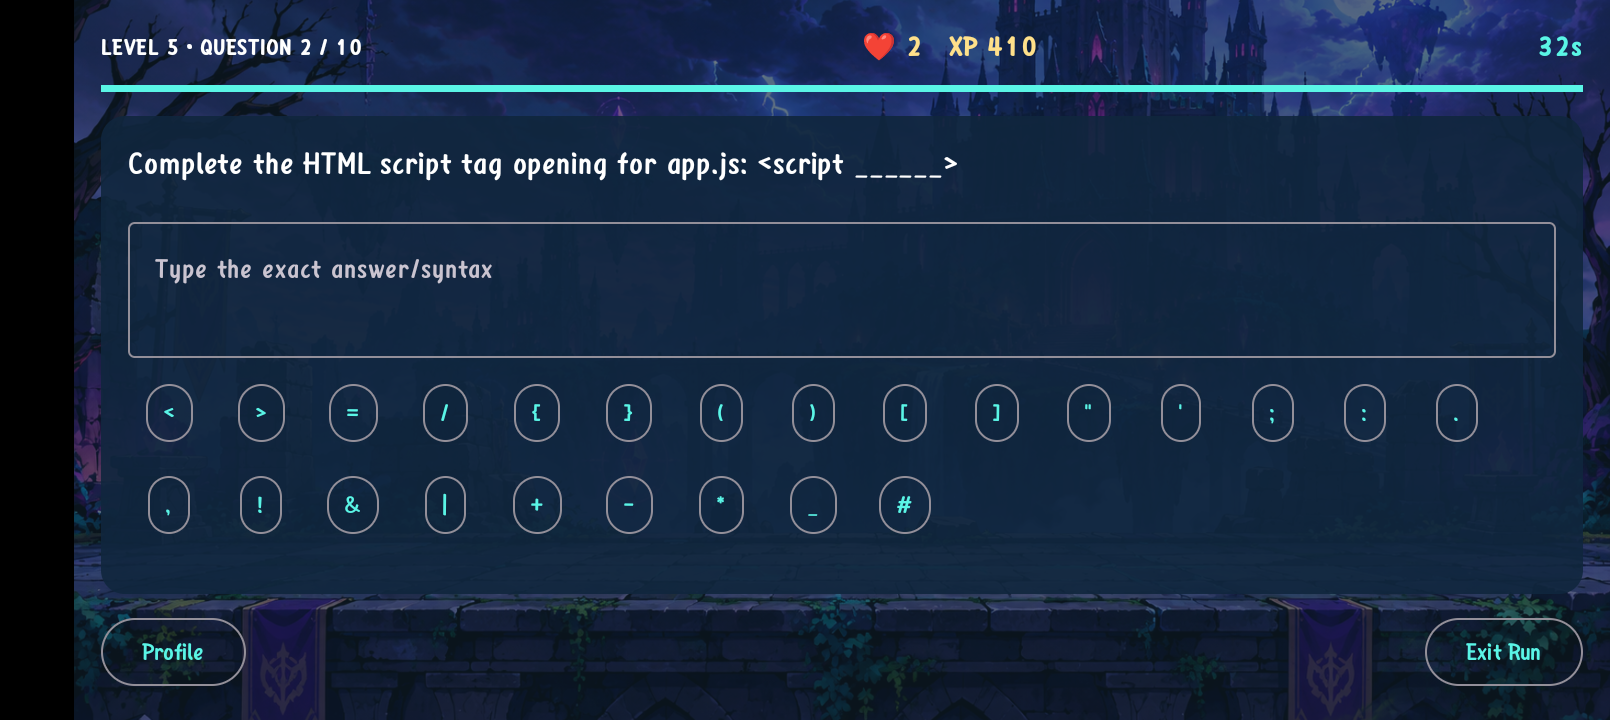 LEVEL 5 • QUESTION 2 / 10
❤️ 2 XP 410
32s
Complete the HTML script tag opening for app.js: <script ______>
Type the exact answer/syntax
< > = / { } ( ) [ ] " ' ; : .
, ! & | + - * _ #
Profile
Exit Run